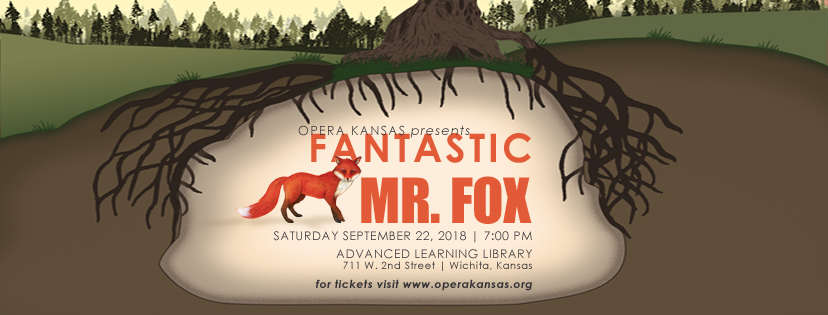 OPERA KANSAS presents
FANTASTIC
MR. FOX
SATURDAY SEPTEMBER 22, 2018 | 7:00 PM
ADVANCED LEARNING LIBRARY
711 W. 2nd Street | Wichita, Kansas
for tickets visit www.operakansas.org